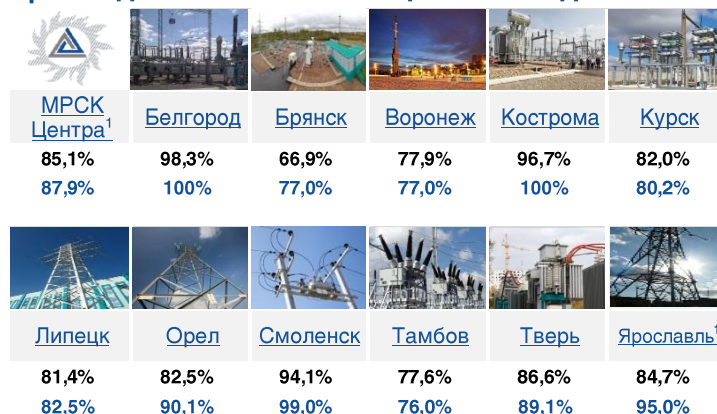 МРСК
Центра¹
Белгород
Брянск
Воронеж
Кострома
Курск
85,1%
98,3%
66,9%
77,9%
96,7%
82,0%
87,9%
100%
77,0%
77,0%
100%
80,2%
Липецк
Орел
Смоленск
Тамбов
Тверь
Ярославль¹
81,4%
82,5%
94,1%
77,6%
86,6%
84,7%
82.5%
90.1%
99.0%
76.0%
89.1%
95.0%